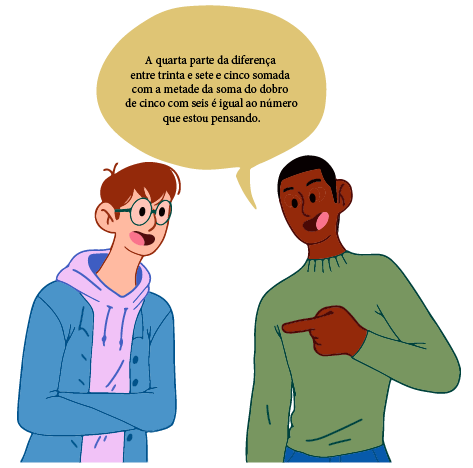 A quarta parte da diferença
entre trinta e sete e cinco somada
com a metade da soma do dobro
de cinco com seis é igual ao número
que estou pensando.